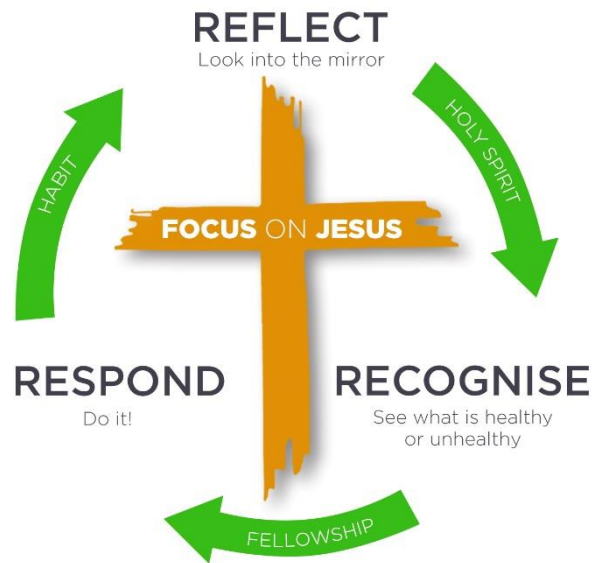 REFLECT
Look into the mirror
HOLY SPIRIT
HABIT
FOCUS ON JESUS
RESPOND
Do it!
RECOGNISE
See what is healthy
or unhealthy
FELLOWSHIP